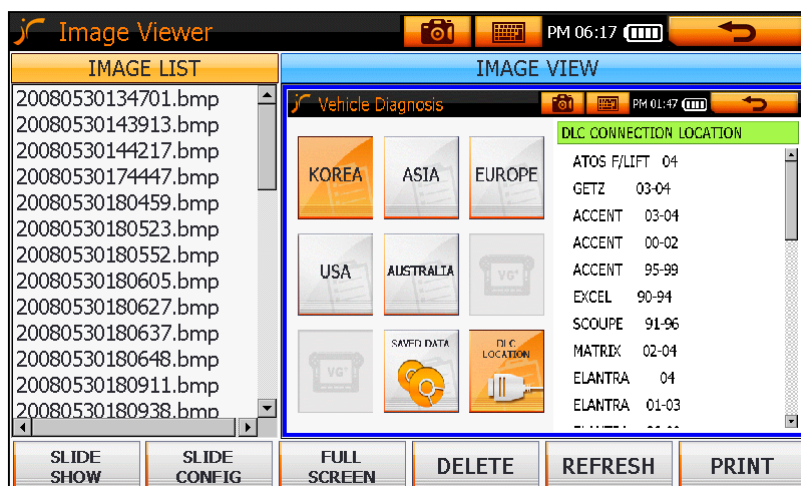 Image Viewer
PM 06:17
IMAGE LIST
IMAGE VIEW
20080530134701.bmp
20080530143913.bmp
20080530144217.bmp
20080530174447.bmp
20080530180459.bmp
20080530180523.bmp
20080530180552.bmp
20080530180605.bmp
20080530180627.bmp
20080530180637.bmp
20080530180648.bmp
20080530180911.bmp
20080530180938.bmp
Vehicle Diagnosis
PM 01:47
KOREA
ASIA
EUROPE
USA
AUSTRALIA
VG+
VG+
SAVED DATA
DLC
LOCATION
DLC CONNECTION LOCATION
ATOS F/LIFT 04
GETZ 03-04
ACCENT 03-04
ACCENT 00-02
ACCENT 95-99
EXCEL 90-94
SCOUPE 91-96
MATRIX 02-04
ELANTRA 04
ELANTRA 01-03
SLIDE
SHOW
SLIDE
CONFIG
FULL
SCREEN
DELETE
REFRESH
PRINT